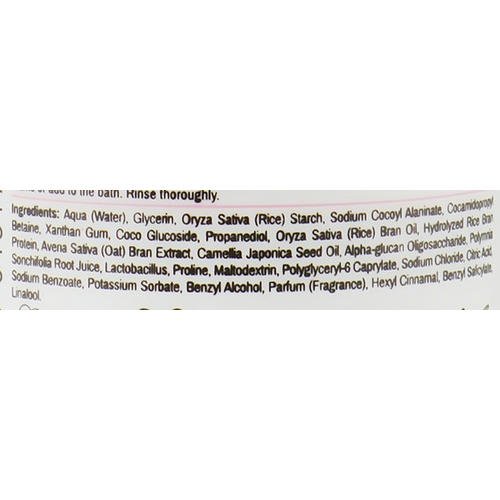 or add to the bath. Rinse thoroughly.
Ingredients: Aqua (Water), Glycerin, Oryza Sativa (Rice) Starch, Sodium Cocoyl Alaninate, Cocamidopropyl
Betaine, Xanthan Gum, Coco Glucoside, Propanediol, Oryza Sativa (Rice) Bran Oil, Hydrolyzed Rice Bran
Protein, Avena Sativa (Oat) Bran Extract, Camellia Japonica Seed Oil, Alpha-glucan Oligosaccharide, Polymnia
Sonchifolia Root Juice, Lactobacillus, Proline, Maltodextrin, Polyglyceryl-6 Caprylate, Sodium Chloride, Citric Acid,
Sodium Benzoate, Potassium Sorbate, Benzyl Alcohol, Parfum (Fragrance), Hexyl Cinnamal, Benzyl Salicylate,
Linalool.